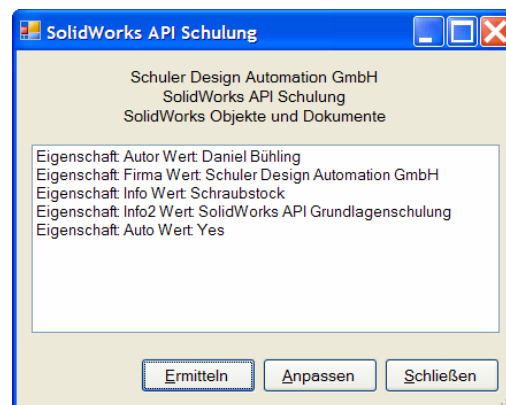 SolidWorks API Schulung
Schuler Design Automation GmbH
SolidWorks API Schulung
SolidWorks Objekte und Dokumente
Eigenschaft: Autor Wert: Daniel Bühling
Eigenschaft: Firma Wert: Schuler Design Automation GmbH
Eigenschaft: Info Wert: Schraubstock
Eigenschaft: Info2 Wert: SolidWorks API Grundlagenschulung
Eigenschaft: Auto Wert: Yes
Ermitteln Anpassen Schließen